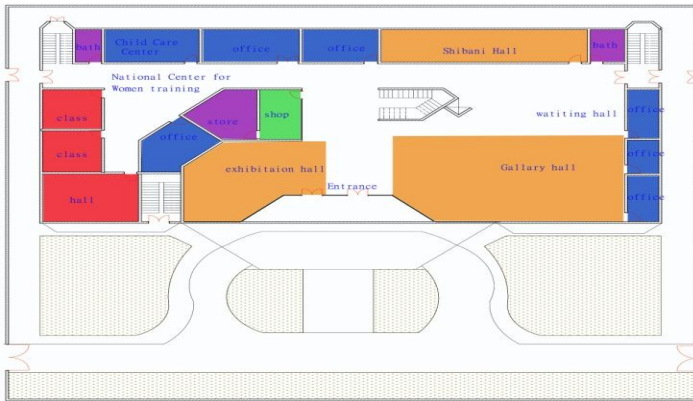 bath
Child Care
Center
office
office
Shibani Hall
bath
National Center for
Women training
class
class
hall
office
store
shop
watiting hall
office
office
office
exhibitaion hall
Gallary hall
Entrance